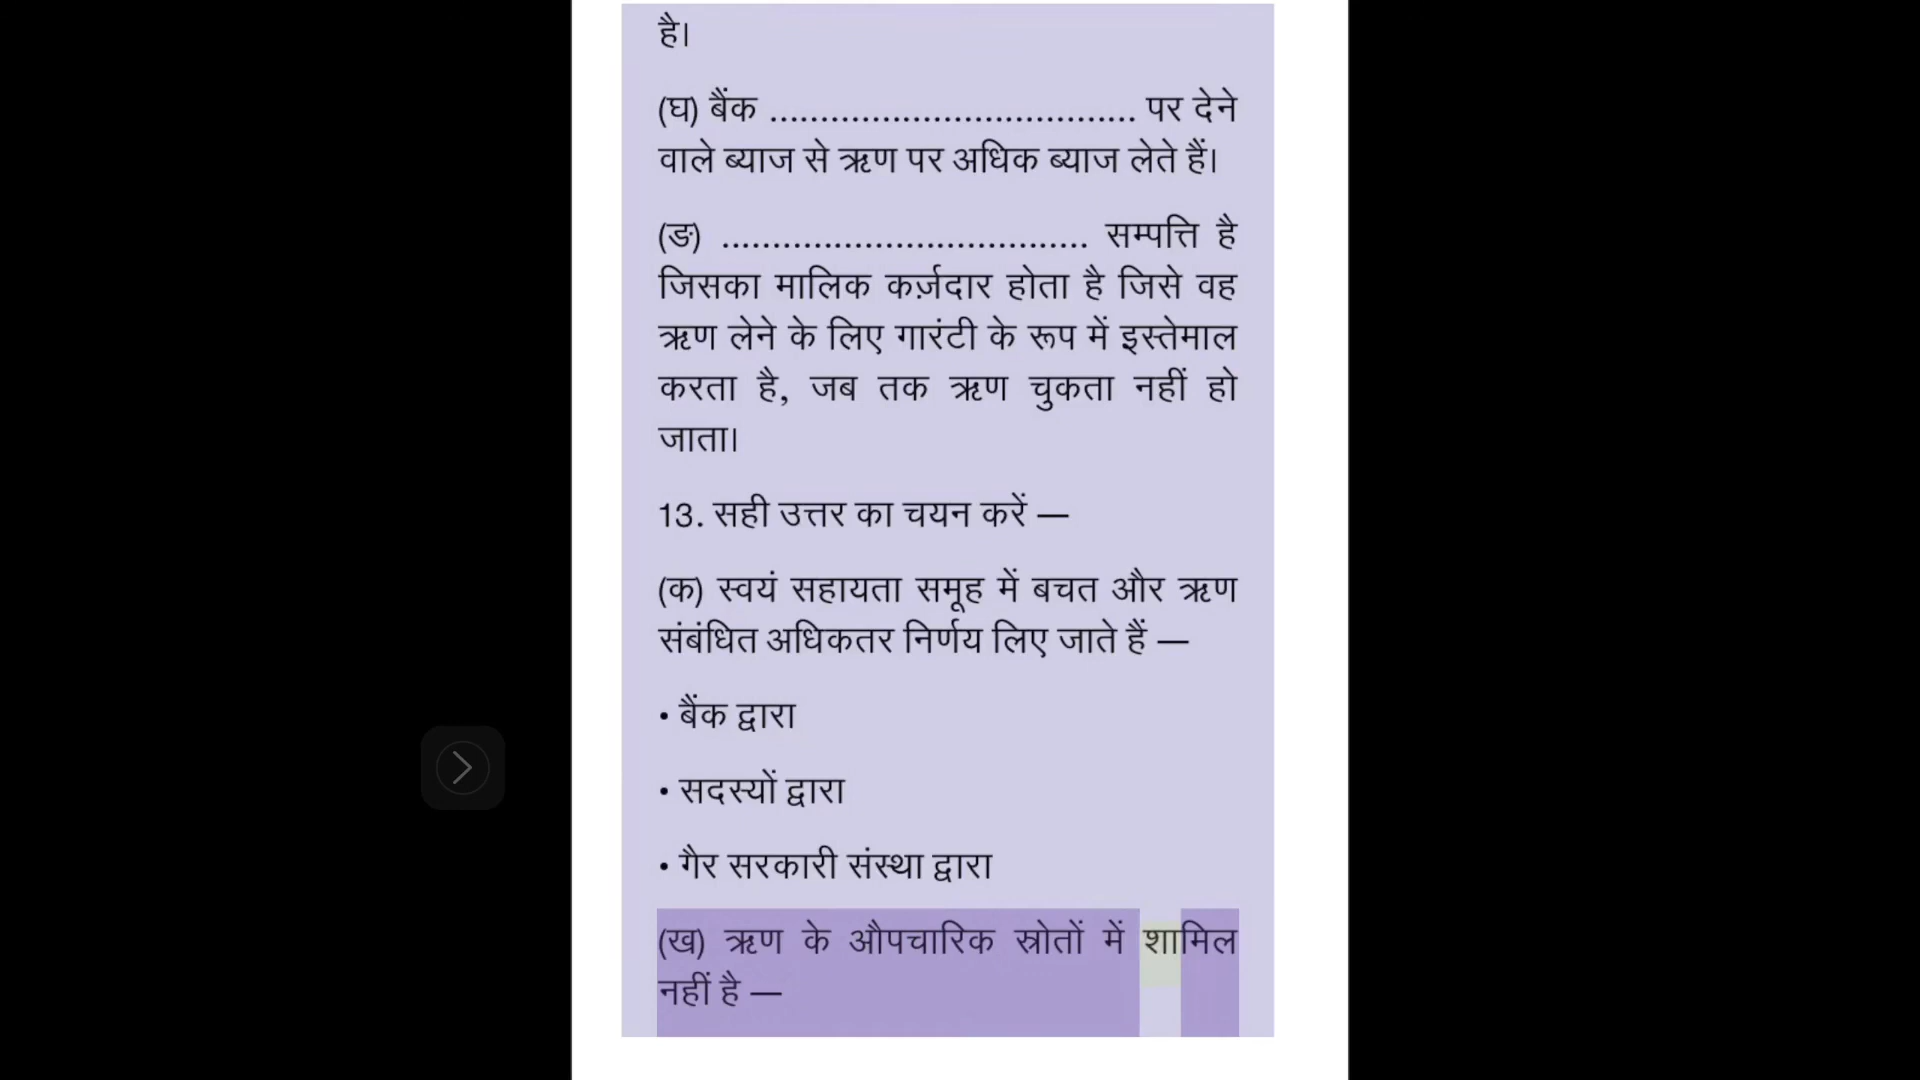 है।
(घ) बैंक .................................... पर देने
वाले ब्याज से ऋण पर अधिक ब्याज लेते हैं।
(ङ) .................................... सम्पत्ति है
जिसका मालिक कर्ज़दार होता है जिसे वह
ऋण लेने के लिए गारंटी के रूप में इस्तेमाल
करता है, जब तक ऋण चुकता नहीं हो
जाता।
13. सही उत्तर का चयन करें —
(क) स्वयं सहायता समूह में बचत और ऋण
संबंधित अधिकतर निर्णय लिए जाते हैं —
• बैंक द्वारा
• सदस्यों द्वारा
• गैर सरकारी संस्था द्वारा
(ख) ऋण के औपचारिक स्रोतों में शामिल
नहीं है —